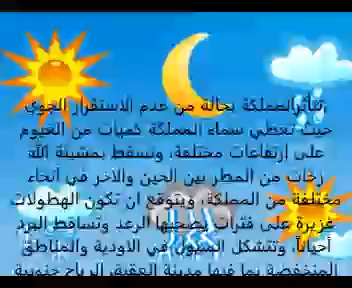 تتأثر المملكة بحالة من عدم الاستقرار الجوي
حيث تغطي سماء المملكة كميات من الغيوم
على ارتفاعات مختلفة، وتسقط بمشيئة الله
زخات من المطر بين الحين والاخر في انحاء
مختلفة من المملكة، ويتوقع ان تكون الهطولات
غزيرة على فترات يصحبها الرعد وتساقط البرد
أحياناً، وتتشكل السيول في الاودية والمناطق
المنخفضة بما فيها مدينة العقبة، الرياح جنوبية